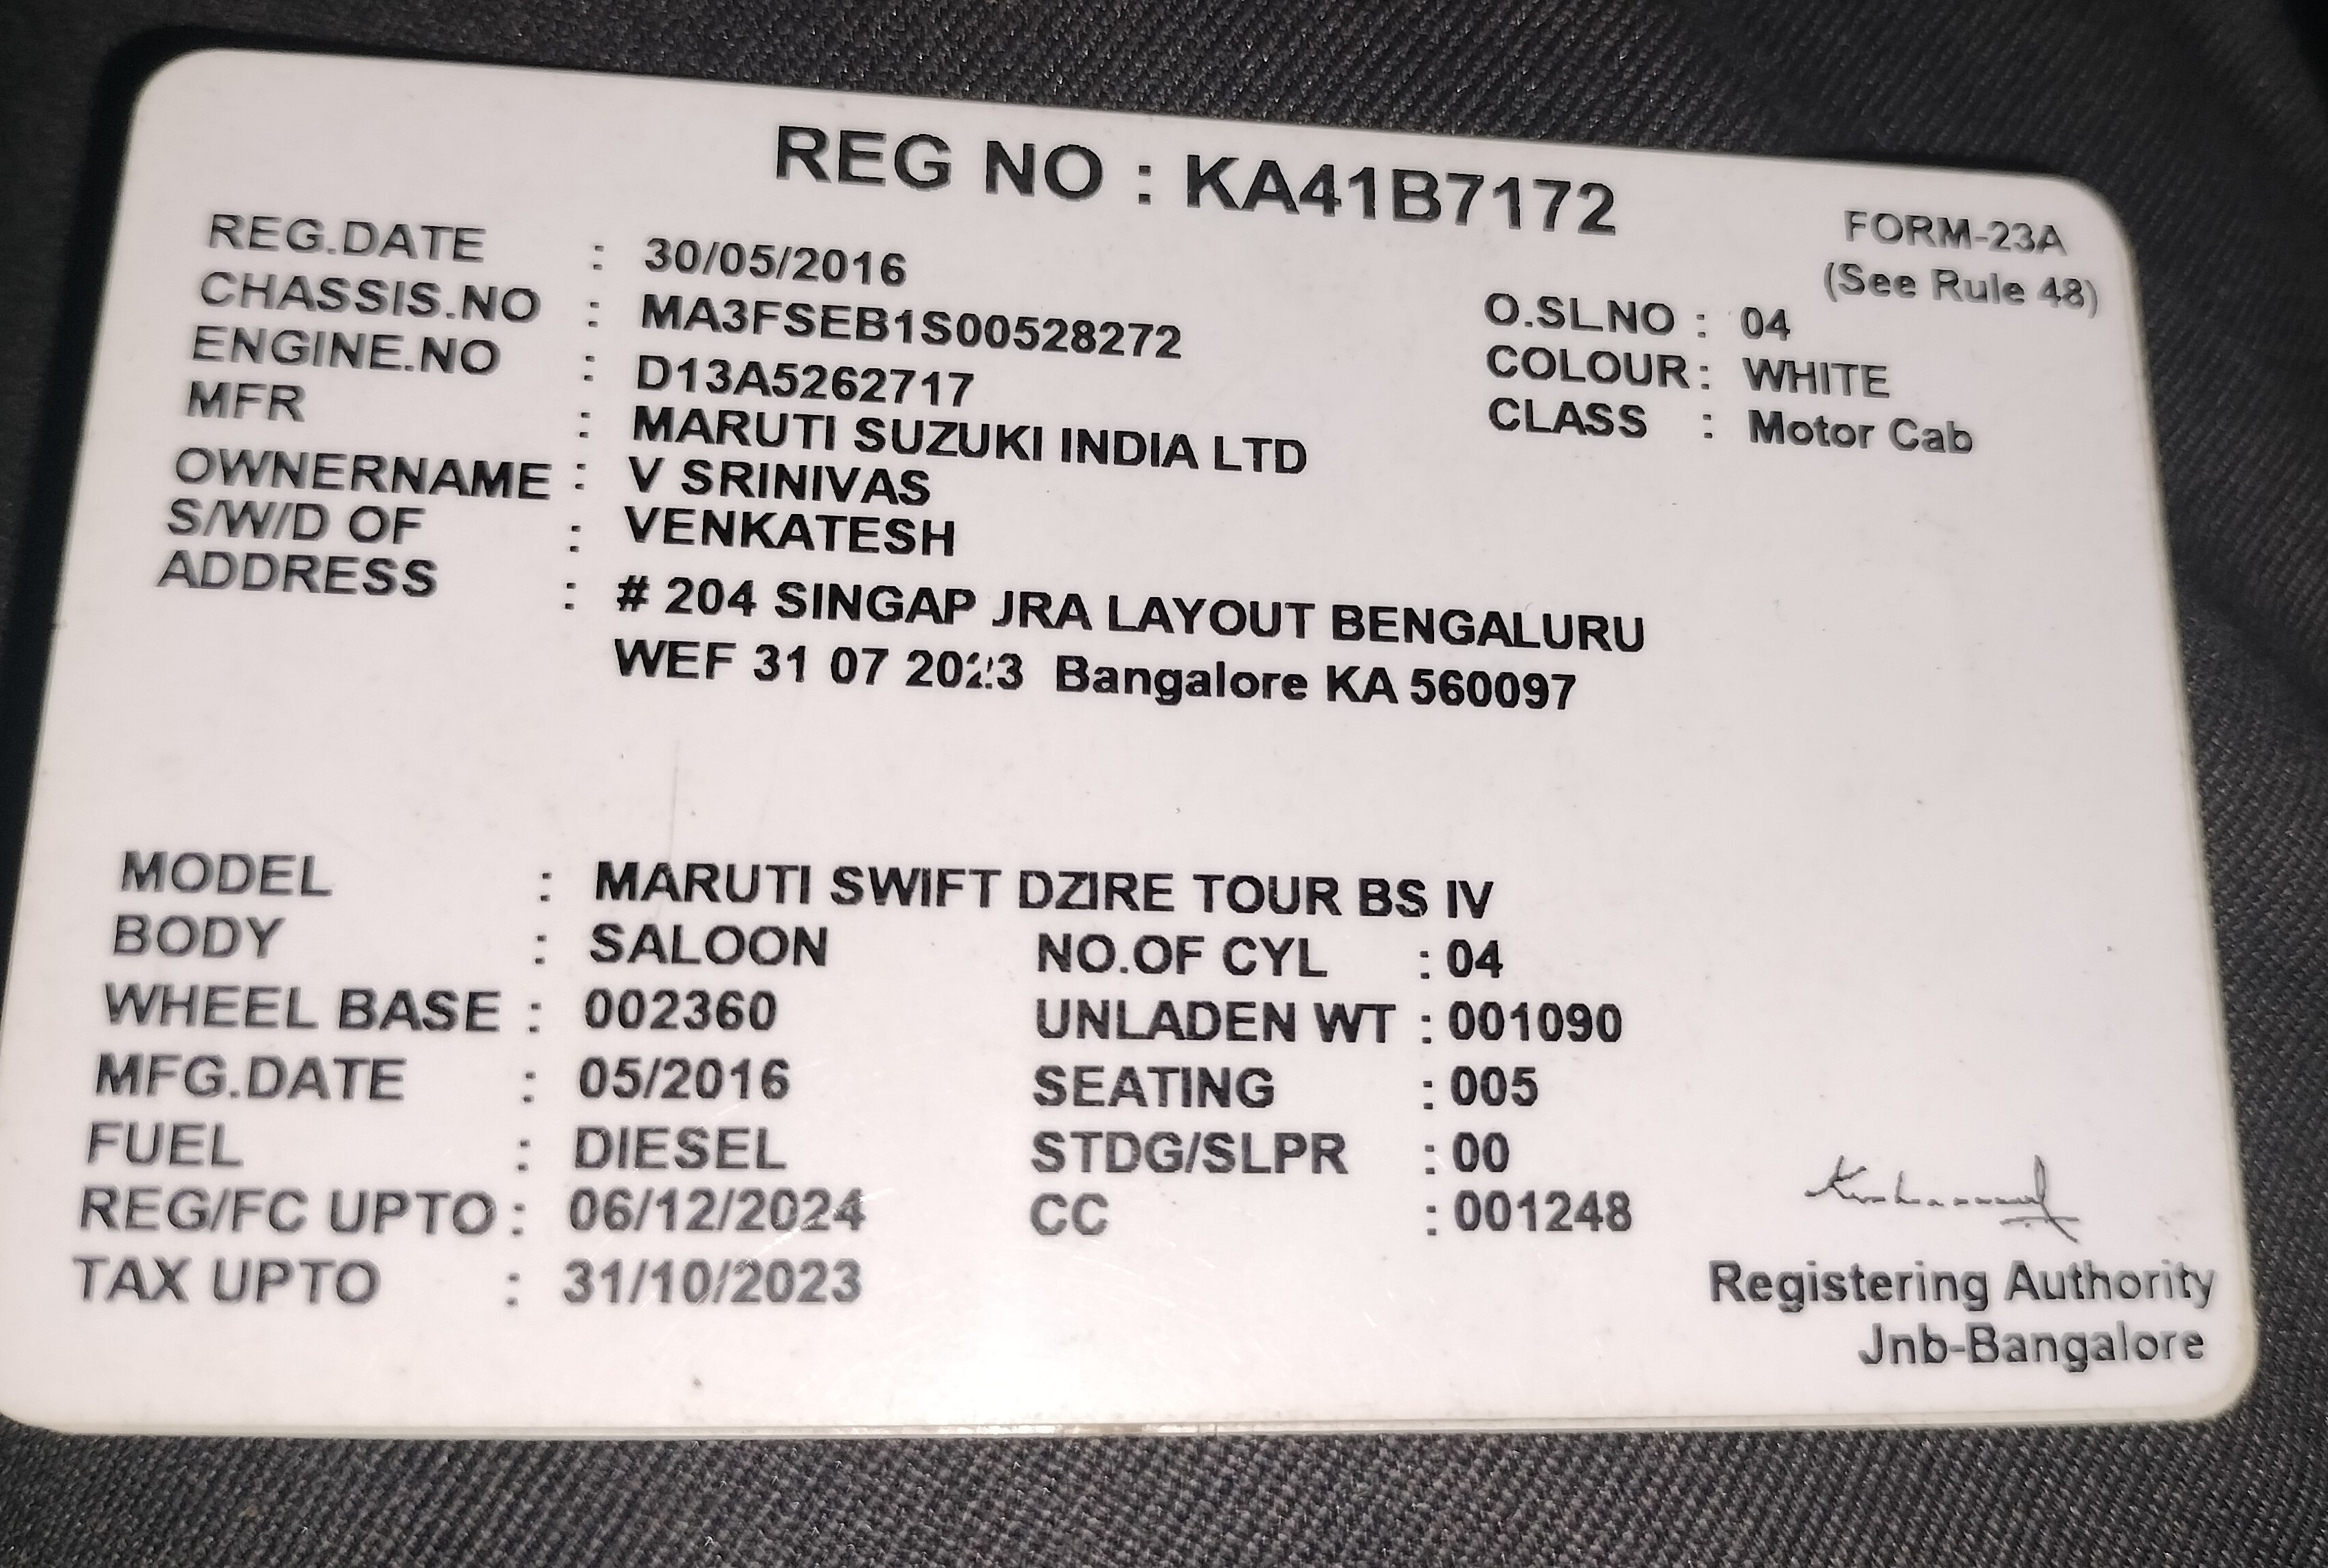 REG NO : KA41B7172
FORM-23A
(See Rule 48)
REG.DATE : 30/05/2016
CHASSIS.NO : MA3FSEB1S00528272
O.SL.NO : 04
ENGINE.NO : D13A5262717
COLOUR : WHITE
MFR : MARUTI SUZUKI INDIA LTD
CLASS : Motor Cab
OWNERNAME : V SRINIVAS
S/W/D OF : VENKATESH
ADDRESS : # 204 SINGAP JRA LAYOUT BENGALURU
WEF 31 07 2023 Bangalore KA 560097
MODEL : MARUTI SWIFT DZIRE TOUR BS IV
BODY : SALOON NO.OF CYL : 04
WHEEL BASE : 002360 UNLADEN WT : 001090
MFG.DATE : 05/2016 SEATING : 005
FUEL : DIESEL STDG/SLPR : 00
REG/FC UPTO : 06/12/2024 CC : 001248
TAX UPTO : 31/10/2023
Registering Authority
Jnb-Bangalore